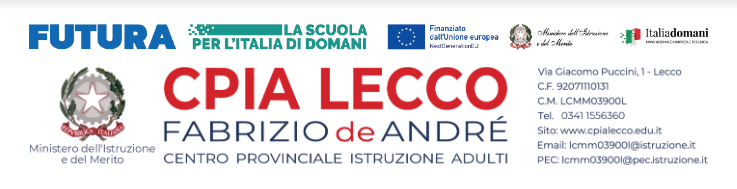 FUTURA
LA SCUOLA
PER L'ITALIA DI DOMANI
Finanziato
dall'Unione europea
NextGenerationEU
Ministero dell'Istruzione
e del Merito
Italiadomani
CPIA LECCO
FABRIZIO de ANDRÉ
CENTRO PROVINCIALE ISTRUZIONE ADULTI
Ministero dell'Istruzione
e del Merito
Via Giacomo Puccini, 1 - Lecco
C.F. 92071110131
C.M. LCMM03900L
Tel. 0341 1556360
Sito: www.cpialecco.edu.it
Email: lcmm03900l@istruzione.it
PEC: lcmm03900l@pec.istruzione.it